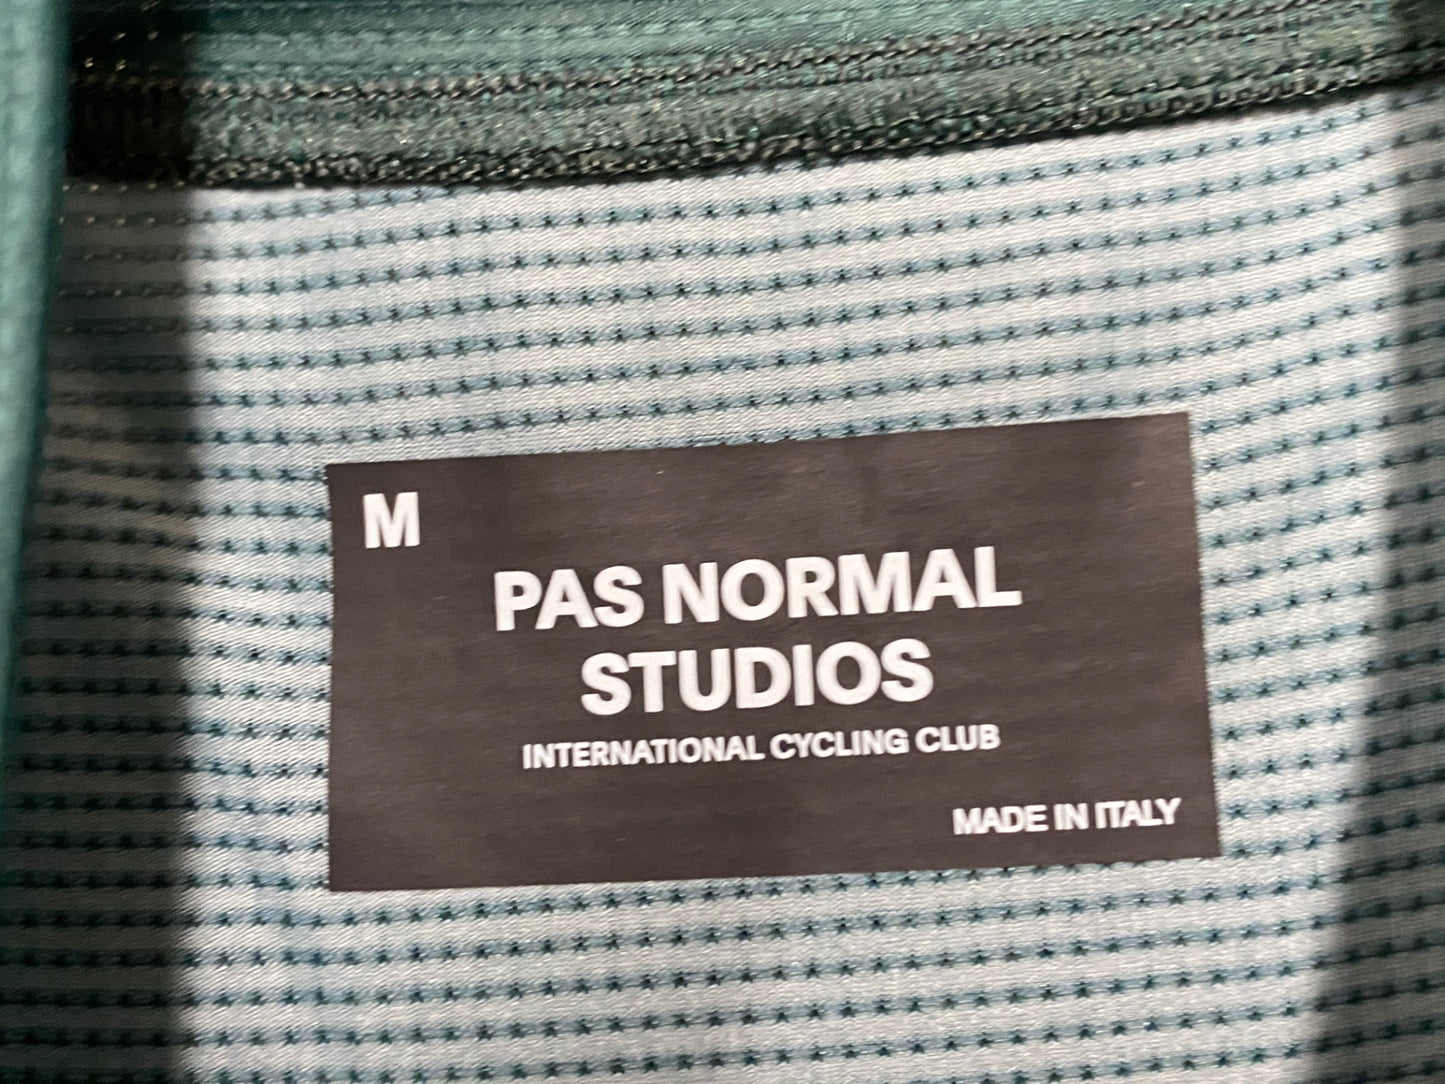 M
PAS NORMAL
STUDIOS
INTERNATIONAL CYCLING CLUB
MADE IN ITALY